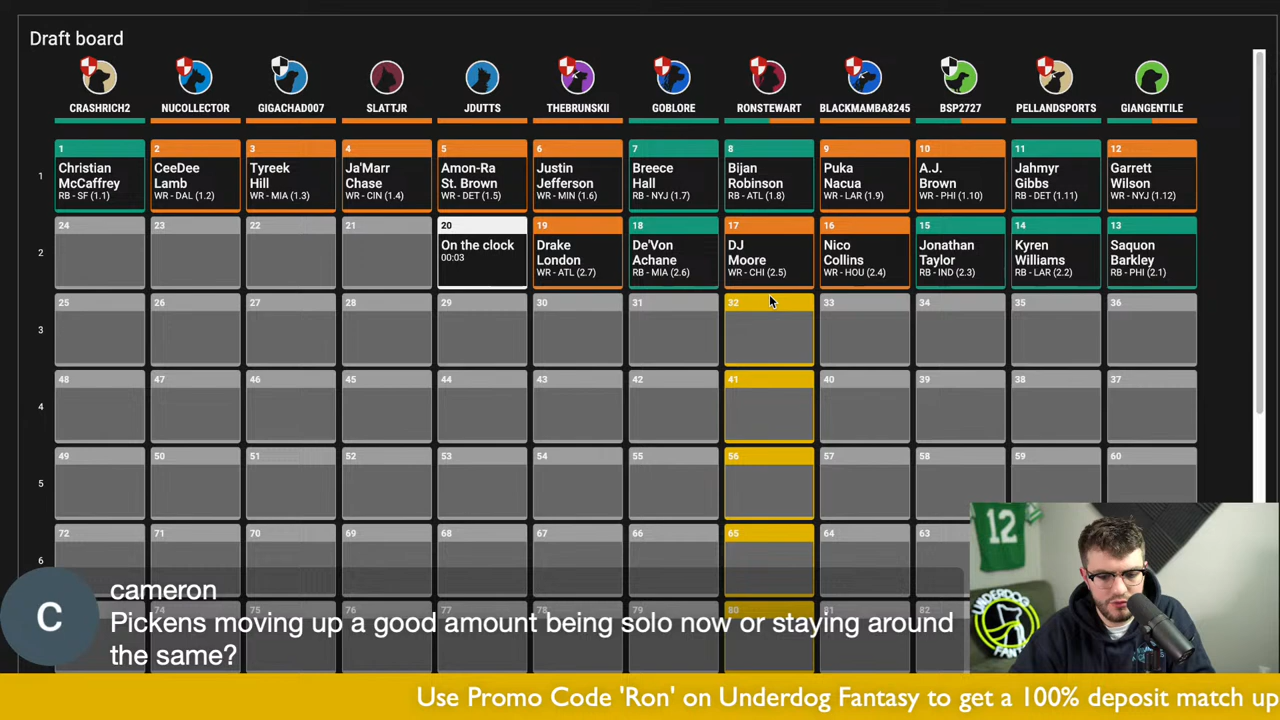 Draft board
CRASHRICH2 NUCOLLECTOR GIGACHAD007 SLATTJR JDUTTS THEBRUNSKII GOBLORE RONSTEWART BLACKMAMBA8245 BSP2727 PELLANDSPORTS GIANGENTILE
1 2 3 4 5 6 7 8 9 10 11 12
1 Christian CeeDee Tyreek Ja'Marr Amon-Ra Justin Breece Bijan Puka A.J. Jahmyr Garrett
McCaffrey Lamb Hill Chase St. Brown Jefferson Hall Robinson Nacua Brown Gibbs Wilson
RB - SF (1.1) WR - DAL (1.2) WR - MIA (1.3) WR - CIN (1.4) WR - DET (1.5) WR - MIN (1.6) RB - NYJ (1.7) RB - ATL (1.8) WR - LAR (1.9) WR - PHI (1.10) RB - DET (1.11) WR - NYJ (1.12)
24 23 22 21 20 19 18 17 16 15 14 13
2 On the clock Drake De'Von DJ Nico Jonathan Kyren Saquon
00:03 London Achane Moore Collins Taylor Williams Barkley
WR - ATL (2.7) RB - MIA (2.6) WR - CHI (2.5) WR - HOU (2.4) RB - IND (2.3) RB - LAR (2.2) RB - PHI (2.1)
25 26 27 28 29 30 31 32 33 34 35 36
3
48 47 46 45 44 43 42 41 40 39 38 37
4
49 50 51 52 53 54 55 56 57 58 59 60
5
72 71 70 69 68 67 66 65 64 63
6
74 75 76 77 78 79 80 81 82
C
cameron
Pickens moving up a good amount being solo now or staying around
the same?
12
UNDERDOG
FANTASY
Use Promo Code 'Ron' on Underdog Fantasy to get a 100% deposit match up